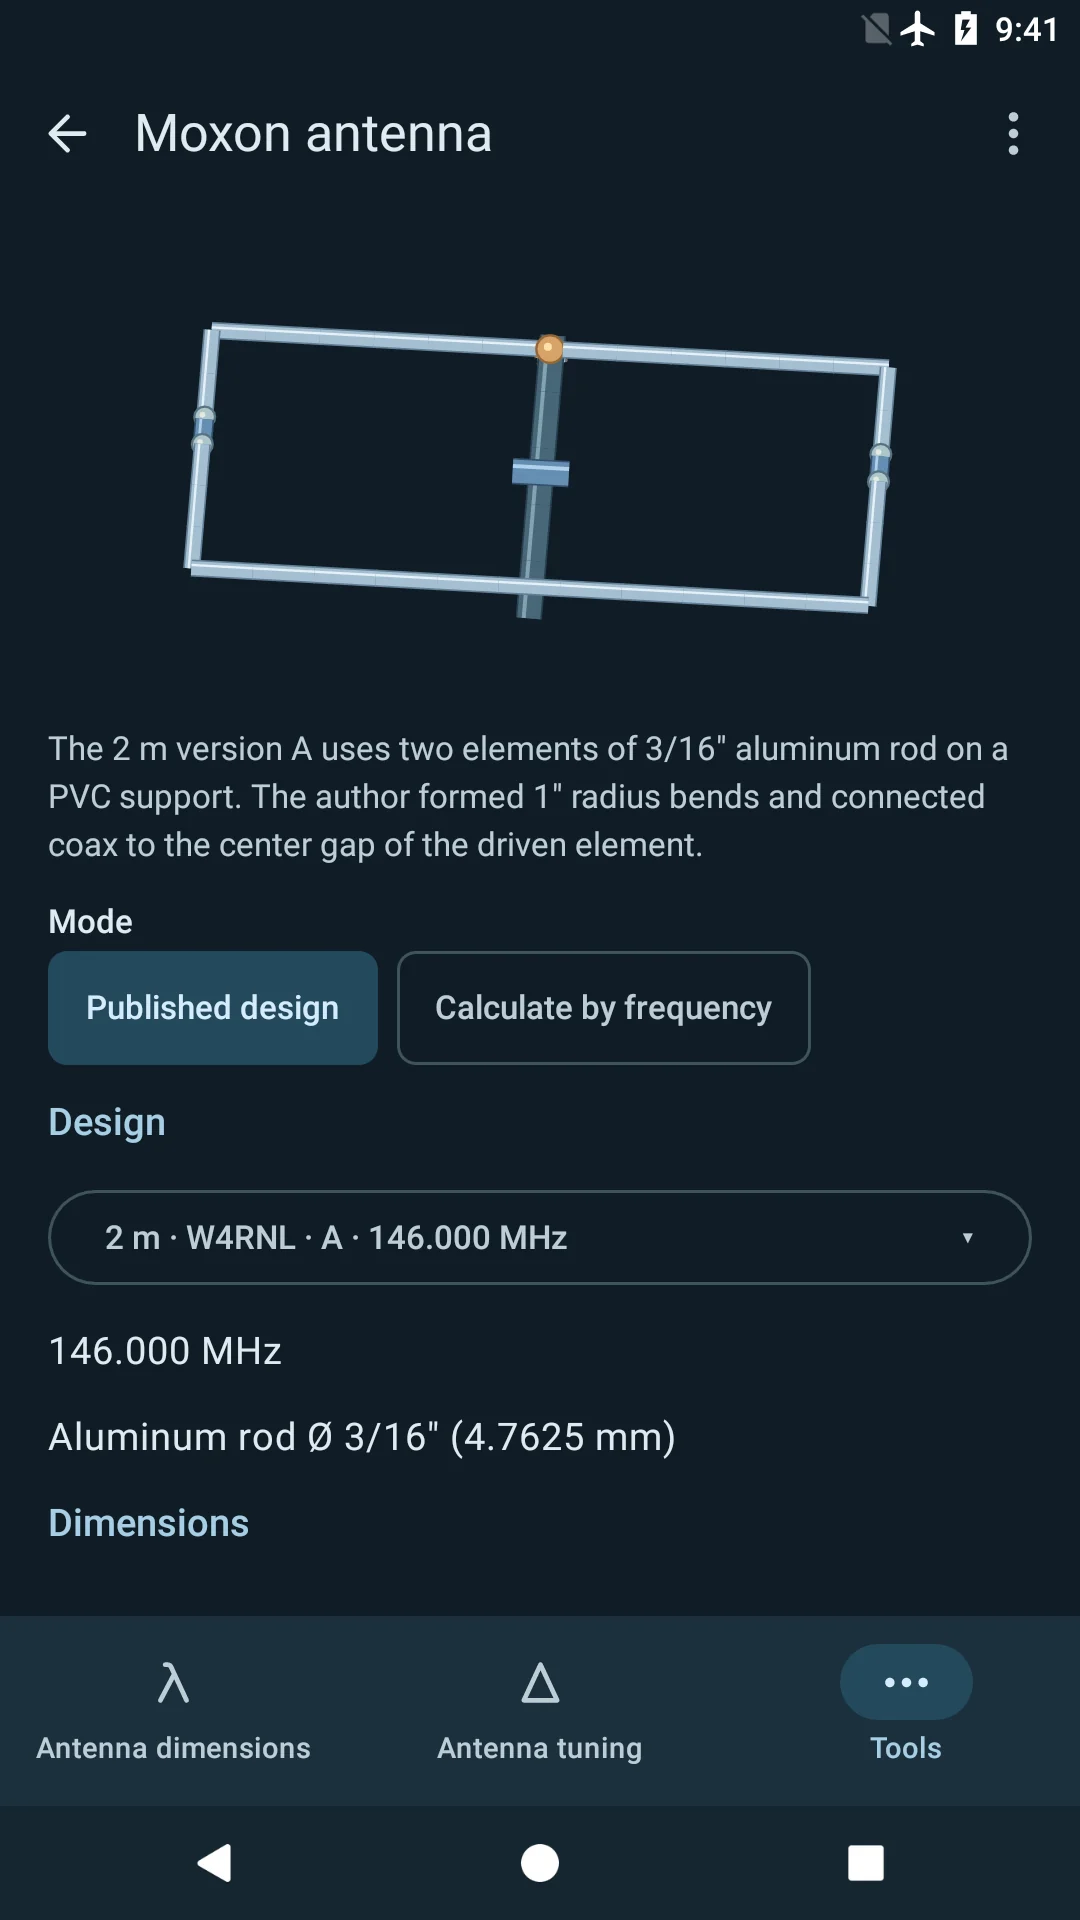 9:41
Moxon antenna
The 2 m version A uses two elements of 3/16" aluminum rod on a
PVC support. The author formed 1" radius bends and connected
coax to the center gap of the driven element.
Mode
Published design
Calculate by frequency
Design
2 m · W4RNL · A · 146.000 MHz
146.000 MHz
Aluminum rod Ø 3/16" (4.7625 mm)
Dimensions
λ
Antenna dimensions
Antenna tuning
Tools